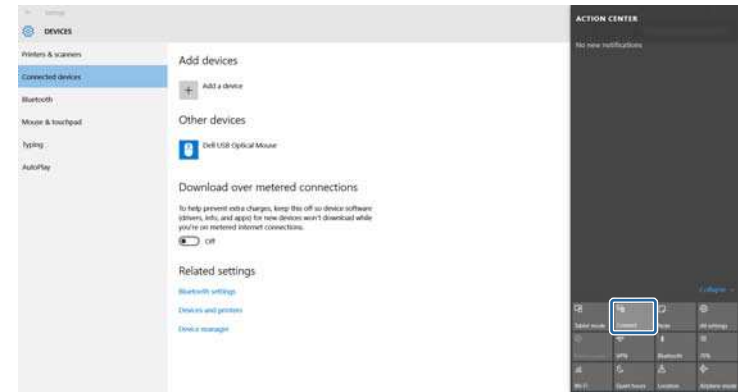 Settings
DEVICES
Printers & scanners
Connected devices
Bluetooth
Mouse & touchpad
Typing
AutoPlay
Add devices
Add a device
Other devices
Dell USB Optical Mouse
Download over metered connections
To help prevent extra charges, keep this off so device software
(drivers, info, and apps) for new devices won't download while
you're on metered internet connections.
Off
Related settings
Bluetooth settings
Devices and printers
Device manager
ACTION CENTER
No new notifications
Collapse
Tablet mode Connect Note All settings
VPN Bluetooth 70%
Wi-Fi Quiet hours Location Airplane mode